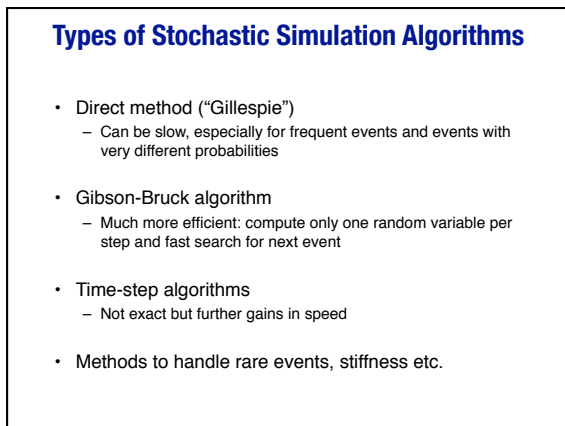 Types of Stochastic Simulation Algorithms
• Direct method (“Gillespie”)
– Can be slow, especially for frequent events and events with
very different probabilities
• Gibson-Bruck algorithm
– Much more efficient: compute only one random variable per
step and fast search for next event
• Time-step algorithms
– Not exact but further gains in speed
• Methods to handle rare events, stiffness etc.